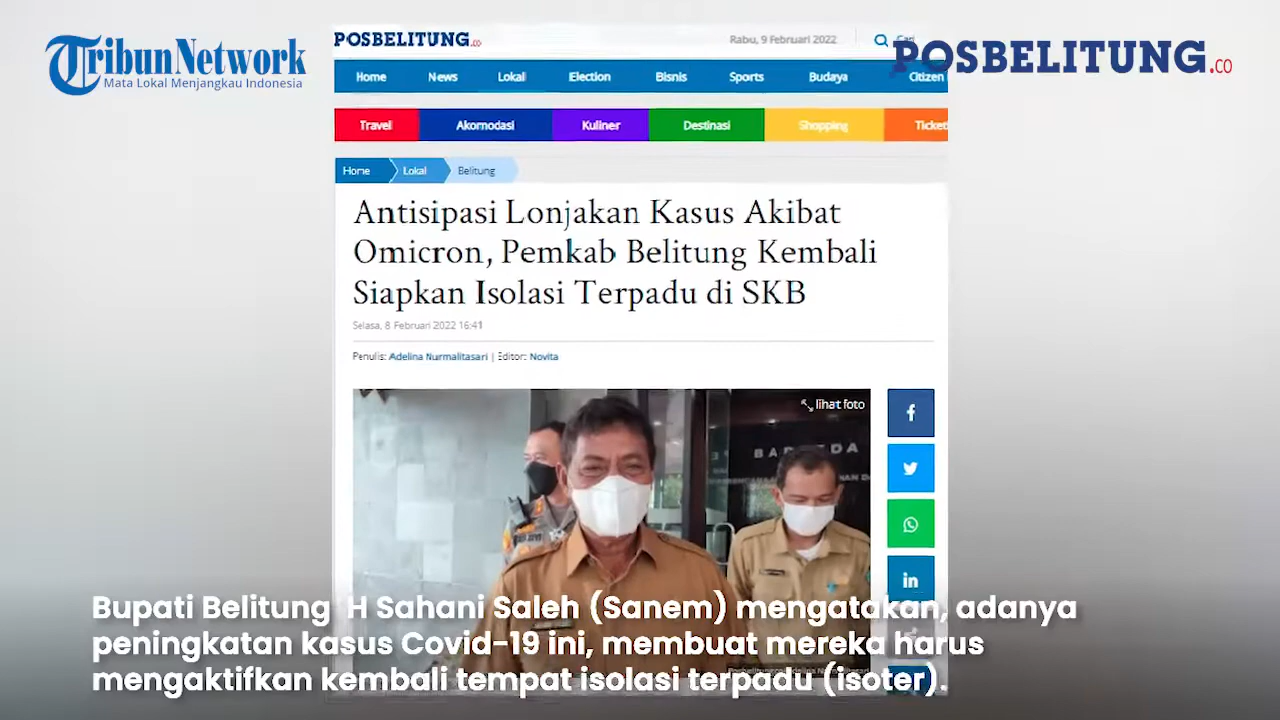 TribunNetwork
Mata Lokal Menjangkau Indonesia
POSBELITUNG.co
POSBELITUNG.co
Rabu, 9 Februari 2022
Cari
Home News Lokal Election Bisnis Sports Budaya Citizen
Travel Akomodasi Kuliner Destinasi Shopping Ticket
Home Lokal Belitung
Antisipasi Lonjakan Kasus Akibat
Omicron, Pemkab Belitung Kembali
Siapkan Isolasi Terpadu di SKB
Selasa, 8 Februari 2022 16:41
Penulis: Adelina Nurmalitasari | Editor: Novita
lihat foto
Bupati Belitung H Sahani Saleh (Sanem) mengatakan, adanya
peningkatan kasus Covid-19 ini, membuat mereka harus
mengaktifkan kembali tempat isolasi terpadu (isoter).